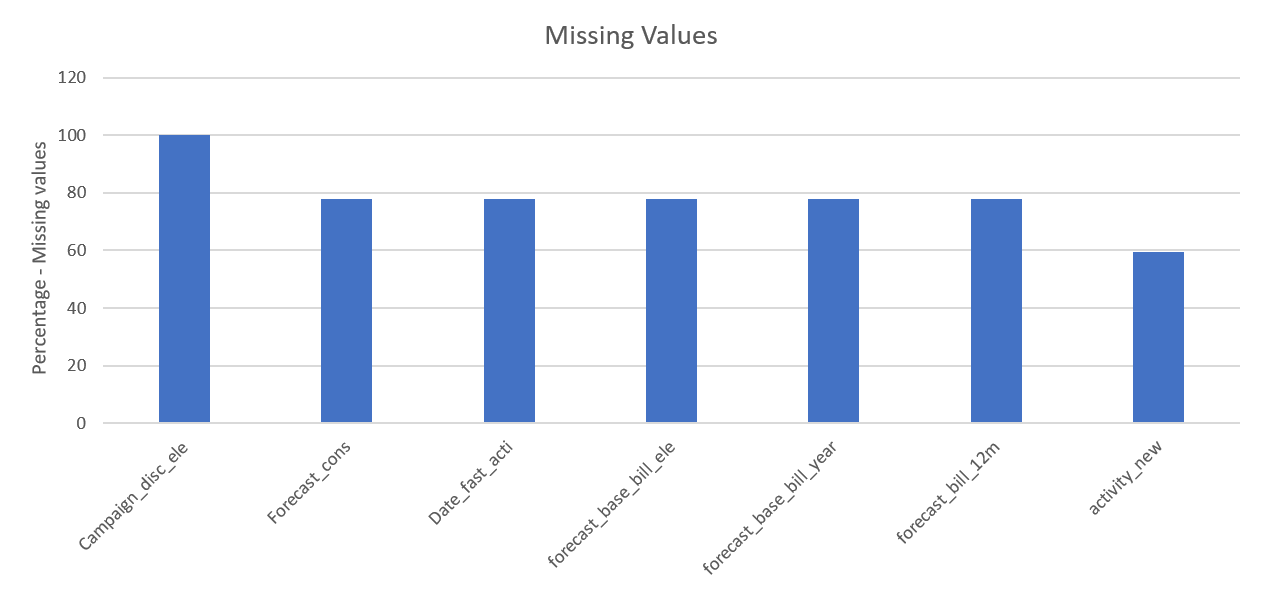 Missing Values
Percentage - Missing values
120
100
80
60
40
20
0
Campaign_disc_ele
Forecast_cons
Date_fast_acti
forecast_base_bill_ele
forecast_base_bill_year
forecast_bill_12m
activity_new